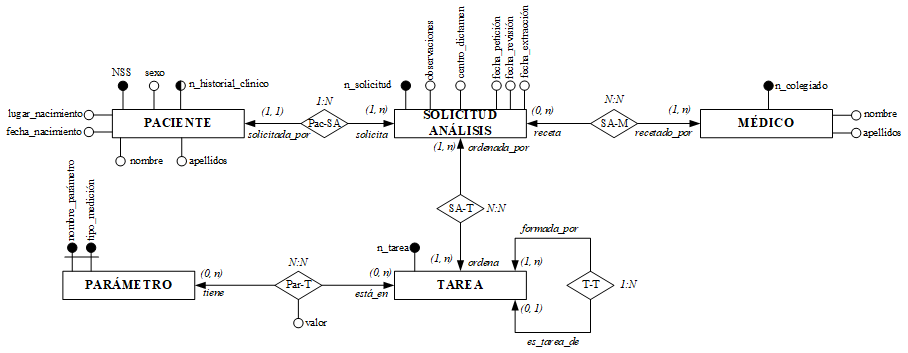 NSS
sexo
n_historial_clinico
lugar_nacimiento
fecha_nacimiento
PACIENTE
nombre
apellidos
(1, 1)
solicitada_por
1:N
Pac-SA
(1, n)
solicita
n_solicitud
observaciones
centro_dictamen
fecha_petición
fecha_revisión
fecha_extracción
SOLICITUD
ANÁLISIS
(0, n)
receta
N:N
SA-M
(1, n)
recetado_por
n_colegiado
MÉDICO
nombre
apellidos
(1, n)
ordenada_por
SA-T
N:N
(1, n)
ordena
nombre_parámetro
tipo_medición
PARÁMETRO
(0, n)
tiene
N:N
Par-T
valor
(0, n)
está_en
n_tarea
TAREA
formada_por
(1, n)
T-T
1:N
(0, 1)
es_tarea_de